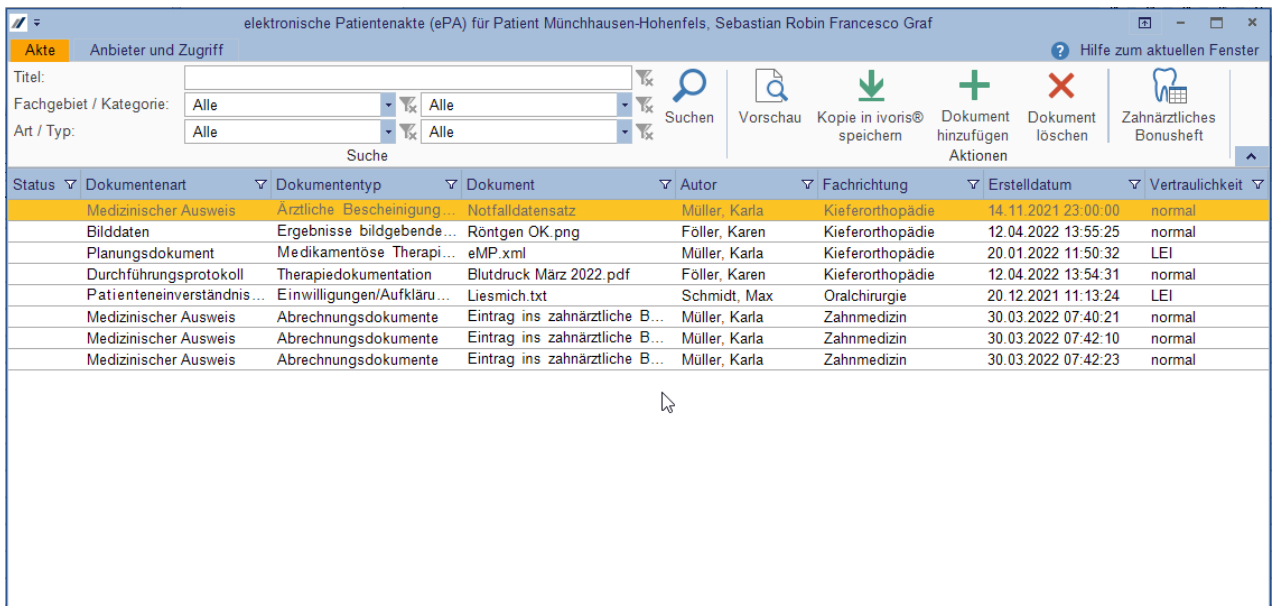 elektronische Patientenakte (ePA) für Patient Münchhausen-Hohenfels, Sebastian Robin Francesco Graf
Akte Anbieter und Zugriff Hilfe zum aktuellen Fenster
Titel:
Fachgebiet / Kategorie: Alle Alle
Art / Typ: Alle Alle
Suche
Suchen
Vorschau
Kopie in ivoris®
speichern
Dokument
hinzufügen
Dokument
löschen
Zahnärztliches
Bonusheft
Aktionen
Status Dokumentenart Dokumententyp Dokument Autor Fachrichtung Erstelldatum Vertraulichkeit
Medizinischer Ausweis Ärztliche Bescheinigung... Notfalldatensatz Müller, Karla Kieferorthopädie 14.11.2021 23:00:00 normal
Bilddaten Ergebnisse bildgebende... Röntgen OK.png Föller, Karen Kieferorthopädie 12.04.2022 13:55:25 normal
Planungsdokument Medikamentöse Therapi... eMP.xml Müller, Karla Kieferorthopädie 20.01.2022 11:50:32 LEI
Durchführungsprotokoll Therapiedokumentation Blutdruck März 2022.pdf Föller, Karen Kieferorthopädie 12.04.2022 13:54:31 normal
Patienteneinverständnis... Einwilligungen/Aufkläru... Liesmich.txt Schmidt, Max Oralchirurgie 20.12.2021 11:13:24 LEI
Medizinischer Ausweis Abrechnungsdokumente Eintrag ins zahnärztliche B... Müller, Karla Zahnmedizin 30.03.2022 07:40:21 normal
Medizinischer Ausweis Abrechnungsdokumente Eintrag ins zahnärztliche B... Müller, Karla Zahnmedizin 30.03.2022 07:42:10 normal
Medizinischer Ausweis Abrechnungsdokumente Eintrag ins zahnärztliche B... Müller, Karla Zahnmedizin 30.03.2022 07:42:23 normal